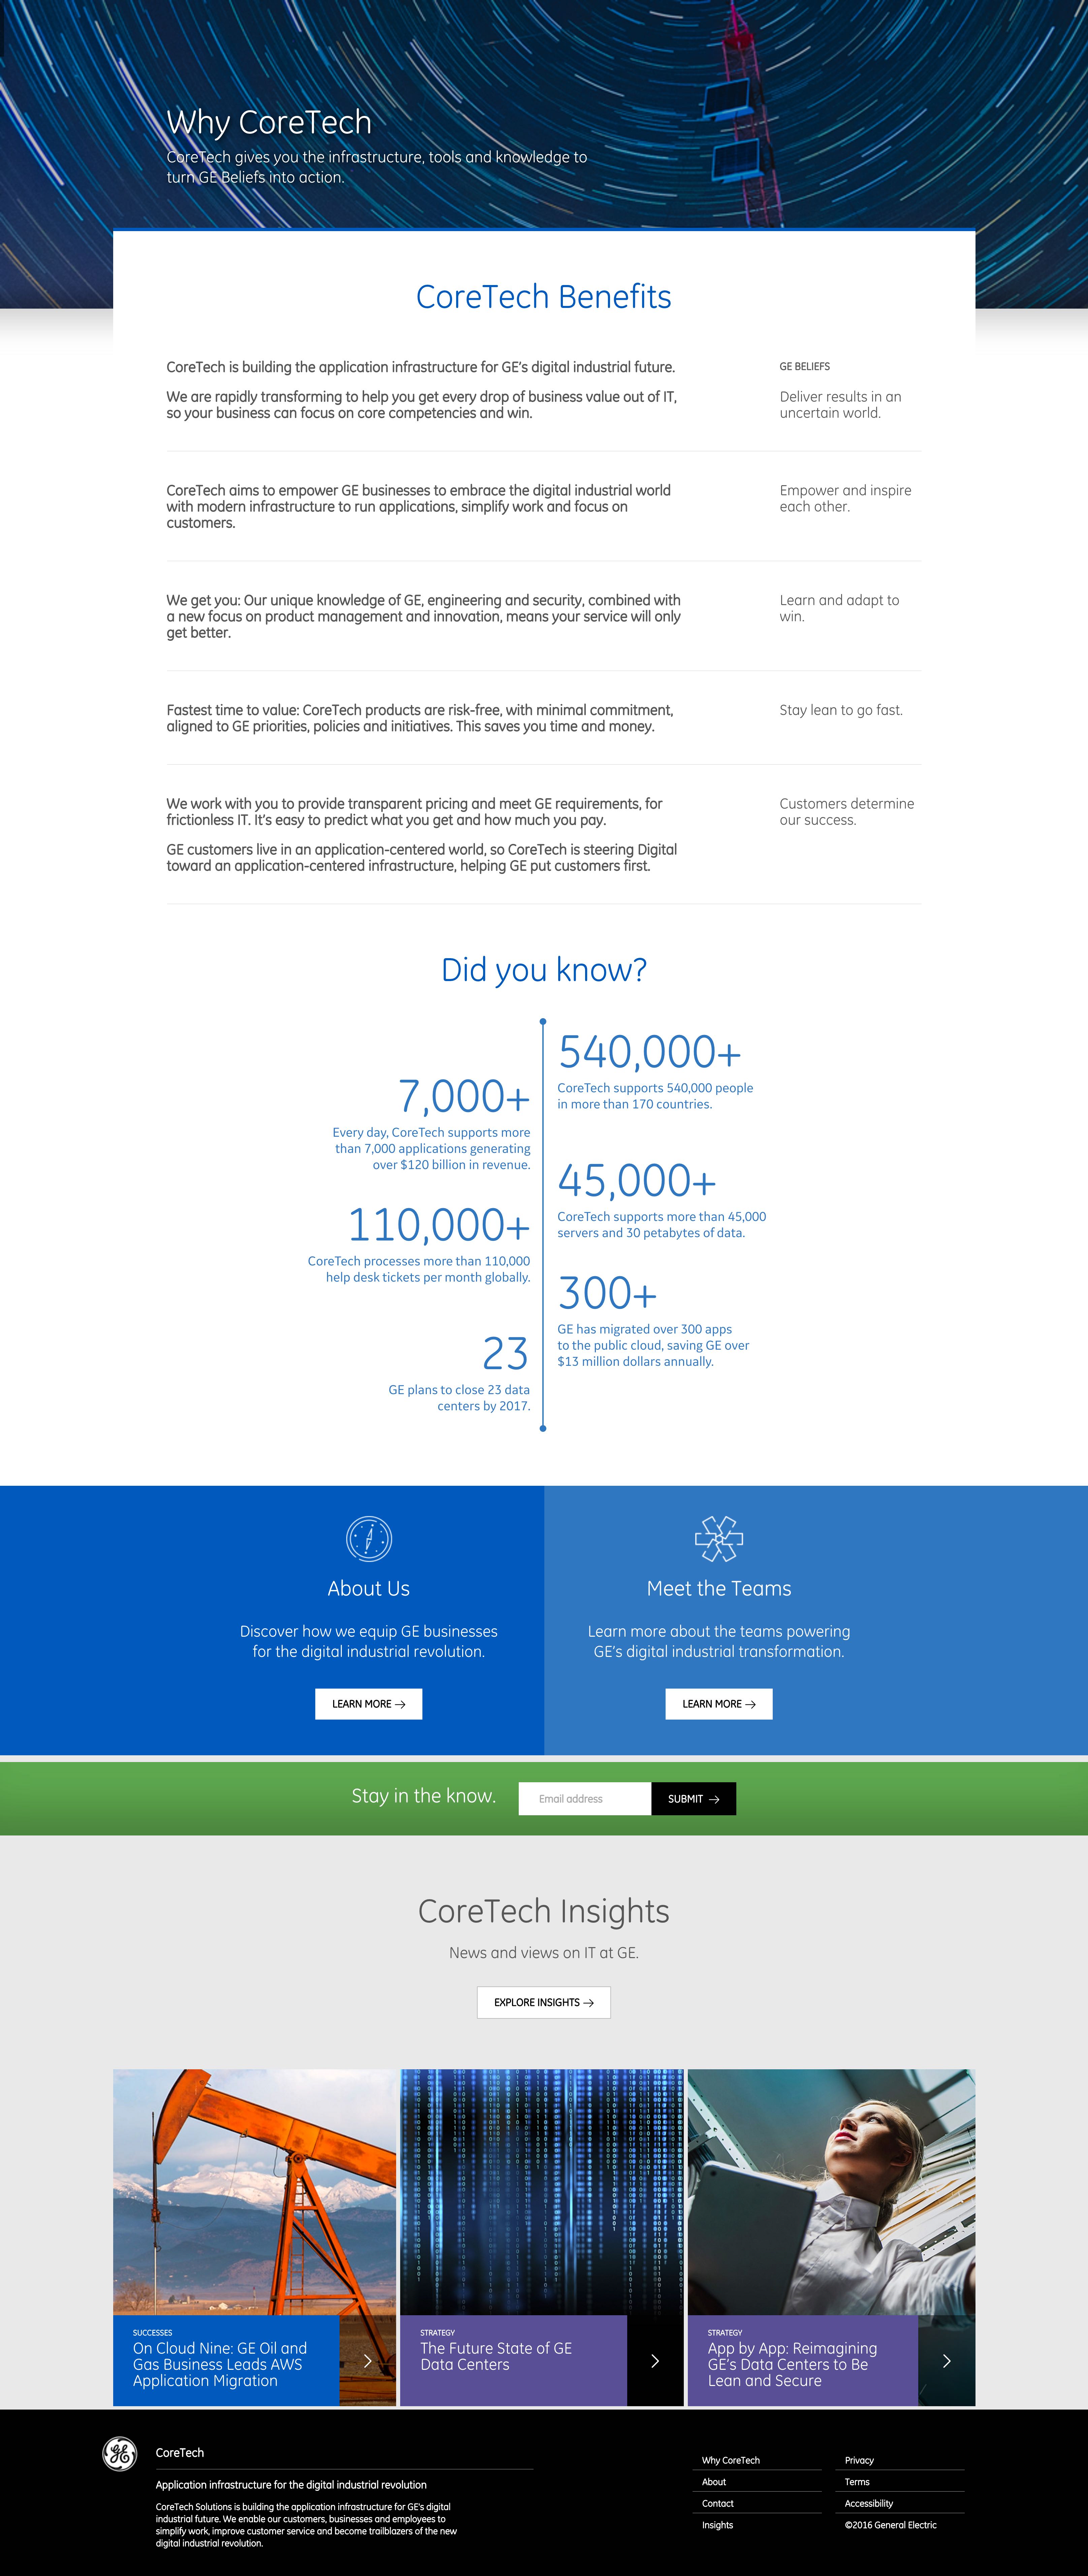 Why CoreTech
CoreTech gives you the infrastructure, tools and knowledge to
turn GE Beliefs into action.
CoreTech Benefits
CoreTech is building the application infrastructure for GE's digital industrial future.
We are rapidly transforming to help you get every drop of business value out of IT,
so your business can focus on core competencies and win.
GE BELIEFS
Deliver results in an
uncertain world.
CoreTech aims to empower GE businesses to embrace the digital industrial world
with modern infrastructure to run applications, simplify work and focus on
customers.
Empower and inspire
each other.
We get you: Our unique knowledge of GE, engineering and security, combined with
a new focus on product management and innovation, means your service will only
get better.
Learn and adapt to
win.
Fastest time to value: CoreTech products are risk-free, with minimal commitment,
aligned to GE priorities, policies and initiatives. This saves you time and money.
Stay lean to go fast.
We work with you to provide transparent pricing and meet GE requirements, for
frictionless IT. It's easy to predict what you get and how much you pay.
GE customers live in an application-centered world, so CoreTech is steering Digital
toward an application-centered infrastructure, helping GE put customers first.
Customers determine
our success.
Did you know?
540,000+
CoreTech supports 540,000 people
in more than 170 countries.
7,000+
Every day, CoreTech supports more
than 7,000 applications generating
over $120 billion in revenue.
45,000+
CoreTech supports more than 45,000
servers and 30 petabytes of data.
110,000+
CoreTech processes more than 110,000
help desk tickets per month globally.
300+
GE has migrated over 300 apps
to the public cloud, saving GE over
$13 million dollars annually.
23
GE plans to close 23 data
centers by 2017.
About Us
Discover how we equip GE businesses
for the digital industrial revolution.
LEARN MORE →
Meet the Teams
Learn more about the teams powering
GE's digital industrial transformation.
LEARN MORE →
Stay in the know.
Email address
SUBMIT →
CoreTech Insights
News and views on IT at GE.
EXPLORE INSIGHTS →
SUCCESSES
On Cloud Nine: GE Oil and
Gas Business Leads AWS
Application Migration
STRATEGY
The Future State of GE
Data Centers
STRATEGY
App by App: Reimagining
GE's Data Centers to Be
Lean and Secure
GE
CoreTech
Application infrastructure for the digital industrial revolution
CoreTech Solutions is building the application infrastructure for GE's digital
industrial future. We enable our customers, businesses and employees to
simplify work, improve customer service and become trailblazers of the new
digital industrial revolution.
Why CoreTech
About
Contact
Insights
Privacy
Terms
Accessibility
©2016 General Electric